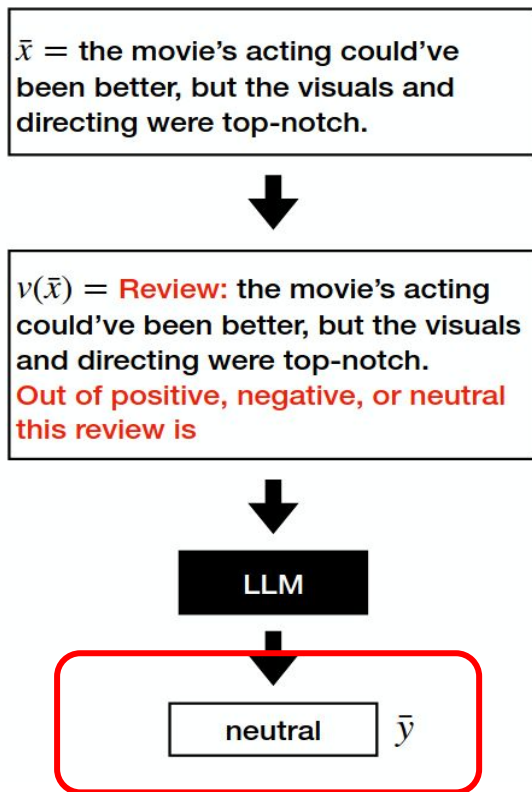 x̄ = the movie's acting could've
been better, but the visuals and
directing were top-notch.
v(x̄) = Review: the movie's acting
could've been better, but the visuals
and directing were top-notch.
Out of positive, negative, or neutral
this review is
LLM
neutral ȳ